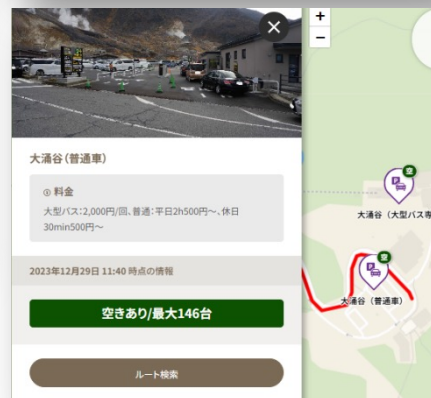 大涌谷（普通車）
料金
大型バス：2,000円/回、普通：平日2h500円〜、休日
30min500円〜
2023年12月29日 11:40 時点の情報
空きあり/最大146台
ルート検索
+
−
空
P
大涌谷（大型バス専
空
P
大涌谷（普通車）